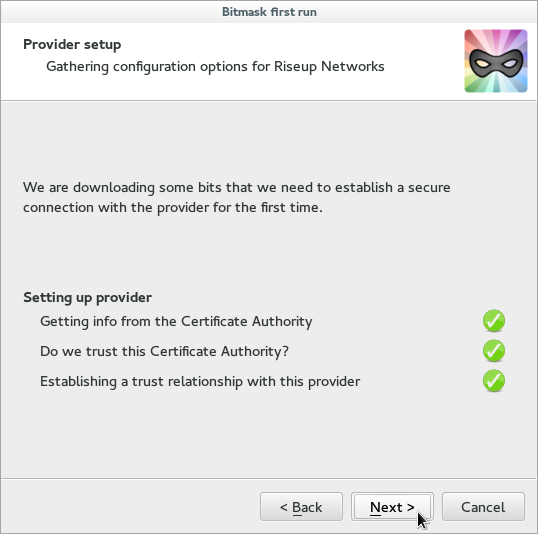 Bitmask first run
Provider setup
Gathering configuration options for Riseup Networks
We are downloading some bits that we need to establish a secure
connection with the provider for the first time.
Setting up provider
Getting info from the Certificate Authority
Do we trust this Certificate Authority?
Establishing a trust relationship with this provider
< Back
Next >
Cancel